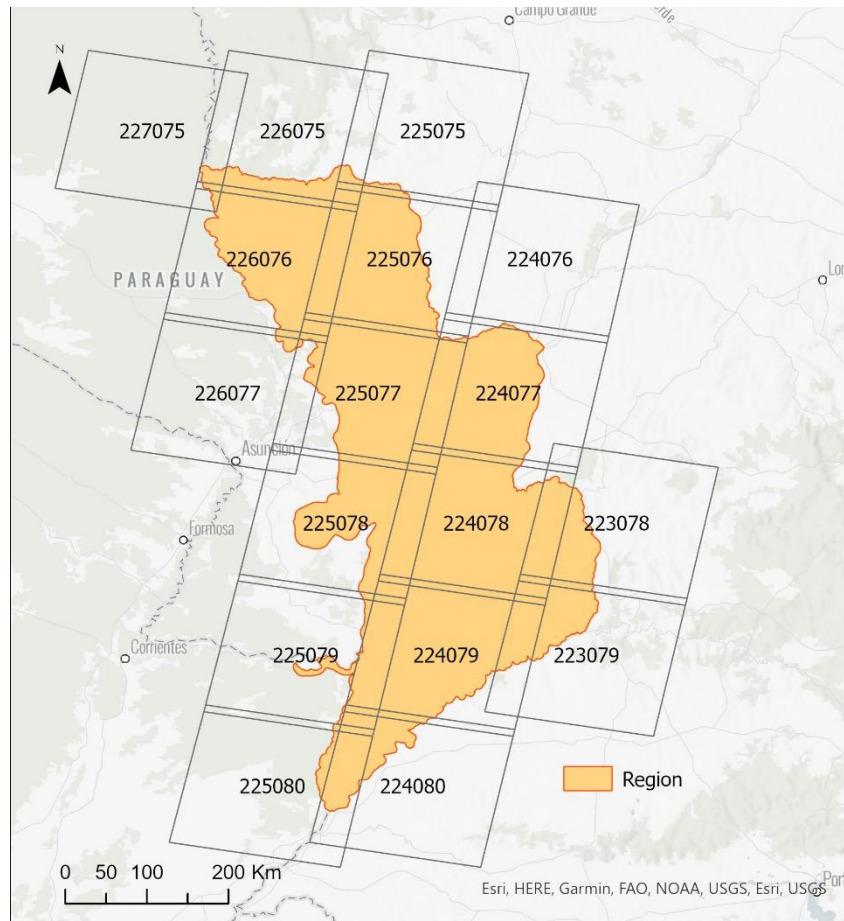 Campo Grande
N
227075
226075
225075
226076
225076
224076
PARAGUAY
226077
225077
224077
Asunción
225078
224078
223078
Formosa
Corrientes
225079
224079
223079
225080
224080
Region
0 50 100 200 Km
Esri, HERE, Garmin, FAO, NOAA, USGS, Esri, USGS